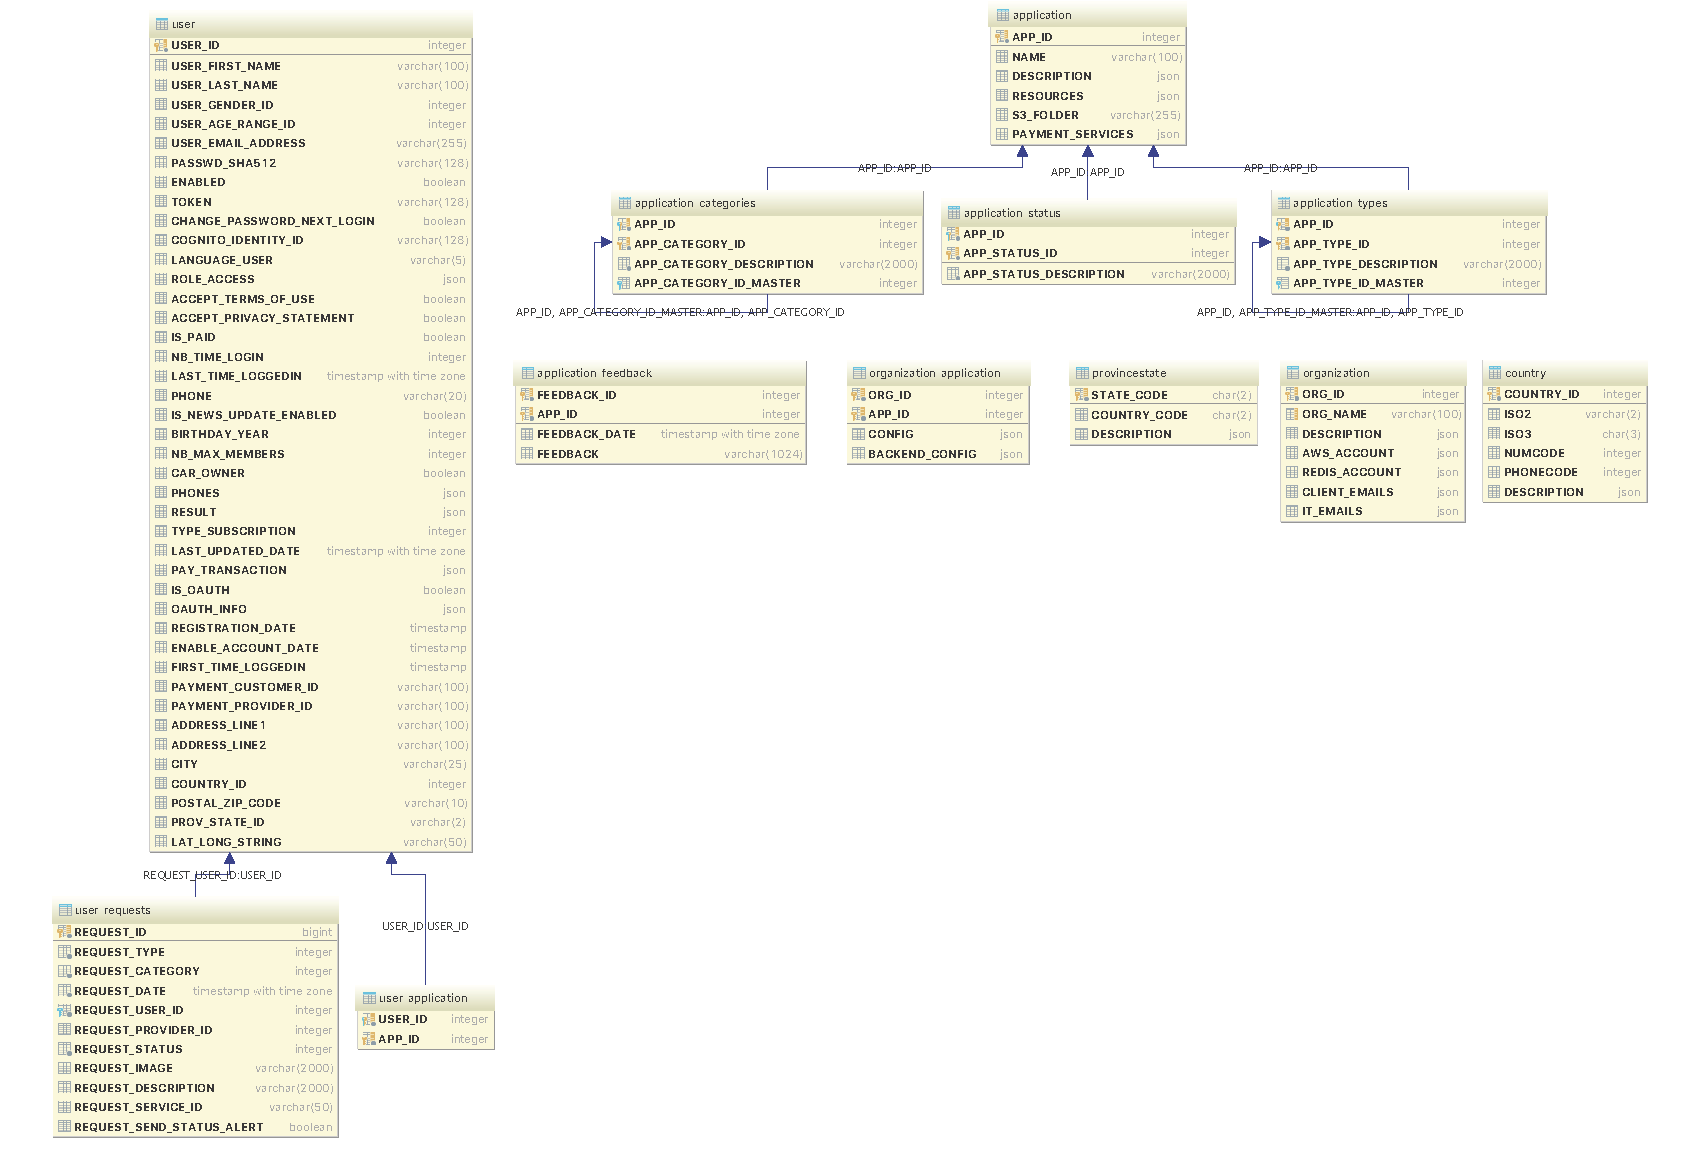 user
USER_ID integer
USER_FIRST_NAME varchar(100)
USER_LAST_NAME varchar(100)
USER_GENDER_ID integer
USER_AGE_RANGE_ID integer
USER_EMAIL_ADDRESS varchar(255)
PASSWD_SHA512 varchar(128)
ENABLED boolean
TOKEN varchar(128)
CHANGE_PASSWORD_NEXT_LOGIN boolean
COGNITO_IDENTITY_ID varchar(128)
LANGUAGE_USER varchar(5)
ROLE_ACCESS json
ACCEPT_TERMS_OF_USE boolean
ACCEPT_PRIVACY_STATEMENT boolean
IS_PAID boolean
NB_TIME_LOGIN integer
LAST_TIME_LOGGEDIN timestamp with time zone
PHONE varchar(20)
IS_NEWS_UPDATE_ENABLED boolean
BIRTHDAY_YEAR integer
NB_MAX_MEMBERS integer
CAR_OWNER boolean
PHONES json
RESULT json
TYPE_SUBSCRIPTION integer
LAST_UPDATED_DATE timestamp with time zone
PAY_TRANSACTION json
IS_OAUTH boolean
OAUTH_INFO json
REGISTRATION_DATE timestamp
ENABLE_ACCOUNT_DATE timestamp
FIRST_TIME_LOGGEDIN timestamp
PAYMENT_CUSTOMER_ID varchar(100)
PAYMENT_PROVIDER_ID varchar(100)
ADDRESS_LINE1 varchar(100)
ADDRESS_LINE2 varchar(100)
CITY varchar(25)
COUNTRY_ID integer
POSTAL_ZIP_CODE varchar(10)
PROV_STATE_ID varchar(2)
LAT_LONG_STRING varchar(50)
REQUEST_USER_ID:USER_ID
USER_ID:USER_ID
user requests
REQUEST_ID bigint
REQUEST_TYPE integer
REQUEST_CATEGORY integer
REQUEST_DATE timestamp with time zone
REQUEST_USER_ID integer
REQUEST_PROVIDER_ID integer
REQUEST_STATUS integer
REQUEST_IMAGE varchar(2000)
REQUEST_DESCRIPTION varchar(2000)
REQUEST_SERVICE_ID varchar(50)
REQUEST_SEND_STATUS_ALERT boolean
user application
USER_ID integer
APP_ID integer
application
APP_ID integer
NAME varchar(100)
DESCRIPTION json
RESOURCES json
S3_FOLDER varchar(255)
PAYMENT_SERVICES json
APP_ID:APP_ID
APP_ID:APP_ID
APP_ID:APP_ID
application categories
APP_ID integer
APP_CATEGORY_ID integer
APP_CATEGORY_DESCRIPTION varchar(2000)
APP_CATEGORY_ID_MASTER integer
APP_ID, APP_CATEGORY_ID_MASTER:APP_ID, APP_CATEGORY_ID
application status
APP_ID integer
APP_STATUS_ID integer
APP_STATUS_DESCRIPTION varchar(2000)
application types
APP_ID integer
APP_TYPE_ID integer
APP_TYPE_DESCRIPTION varchar(2000)
APP_TYPE_ID_MASTER integer
APP_ID, APP_TYPE_ID_MASTER:APP_ID, APP_TYPE_ID
application feedback
FEEDBACK_ID integer
APP_ID integer
FEEDBACK_DATE timestamp with time zone
FEEDBACK varchar(1024)
organization application
ORG_ID integer
APP_ID integer
CONFIG json
BACKEND_CONFIG json
provincestate
STATE_CODE char(2)
COUNTRY_CODE char(2)
DESCRIPTION json
organization
ORG_ID integer
ORG_NAME varchar(100)
DESCRIPTION json
AWS_ACCOUNT json
REDIS_ACCOUNT json
CLIENT_EMAILS json
IT_EMAILS json
country
COUNTRY_ID integer
ISO2 varchar(2)
ISO3 char(3)
NUMCODE integer
PHONECODE integer
DESCRIPTION json